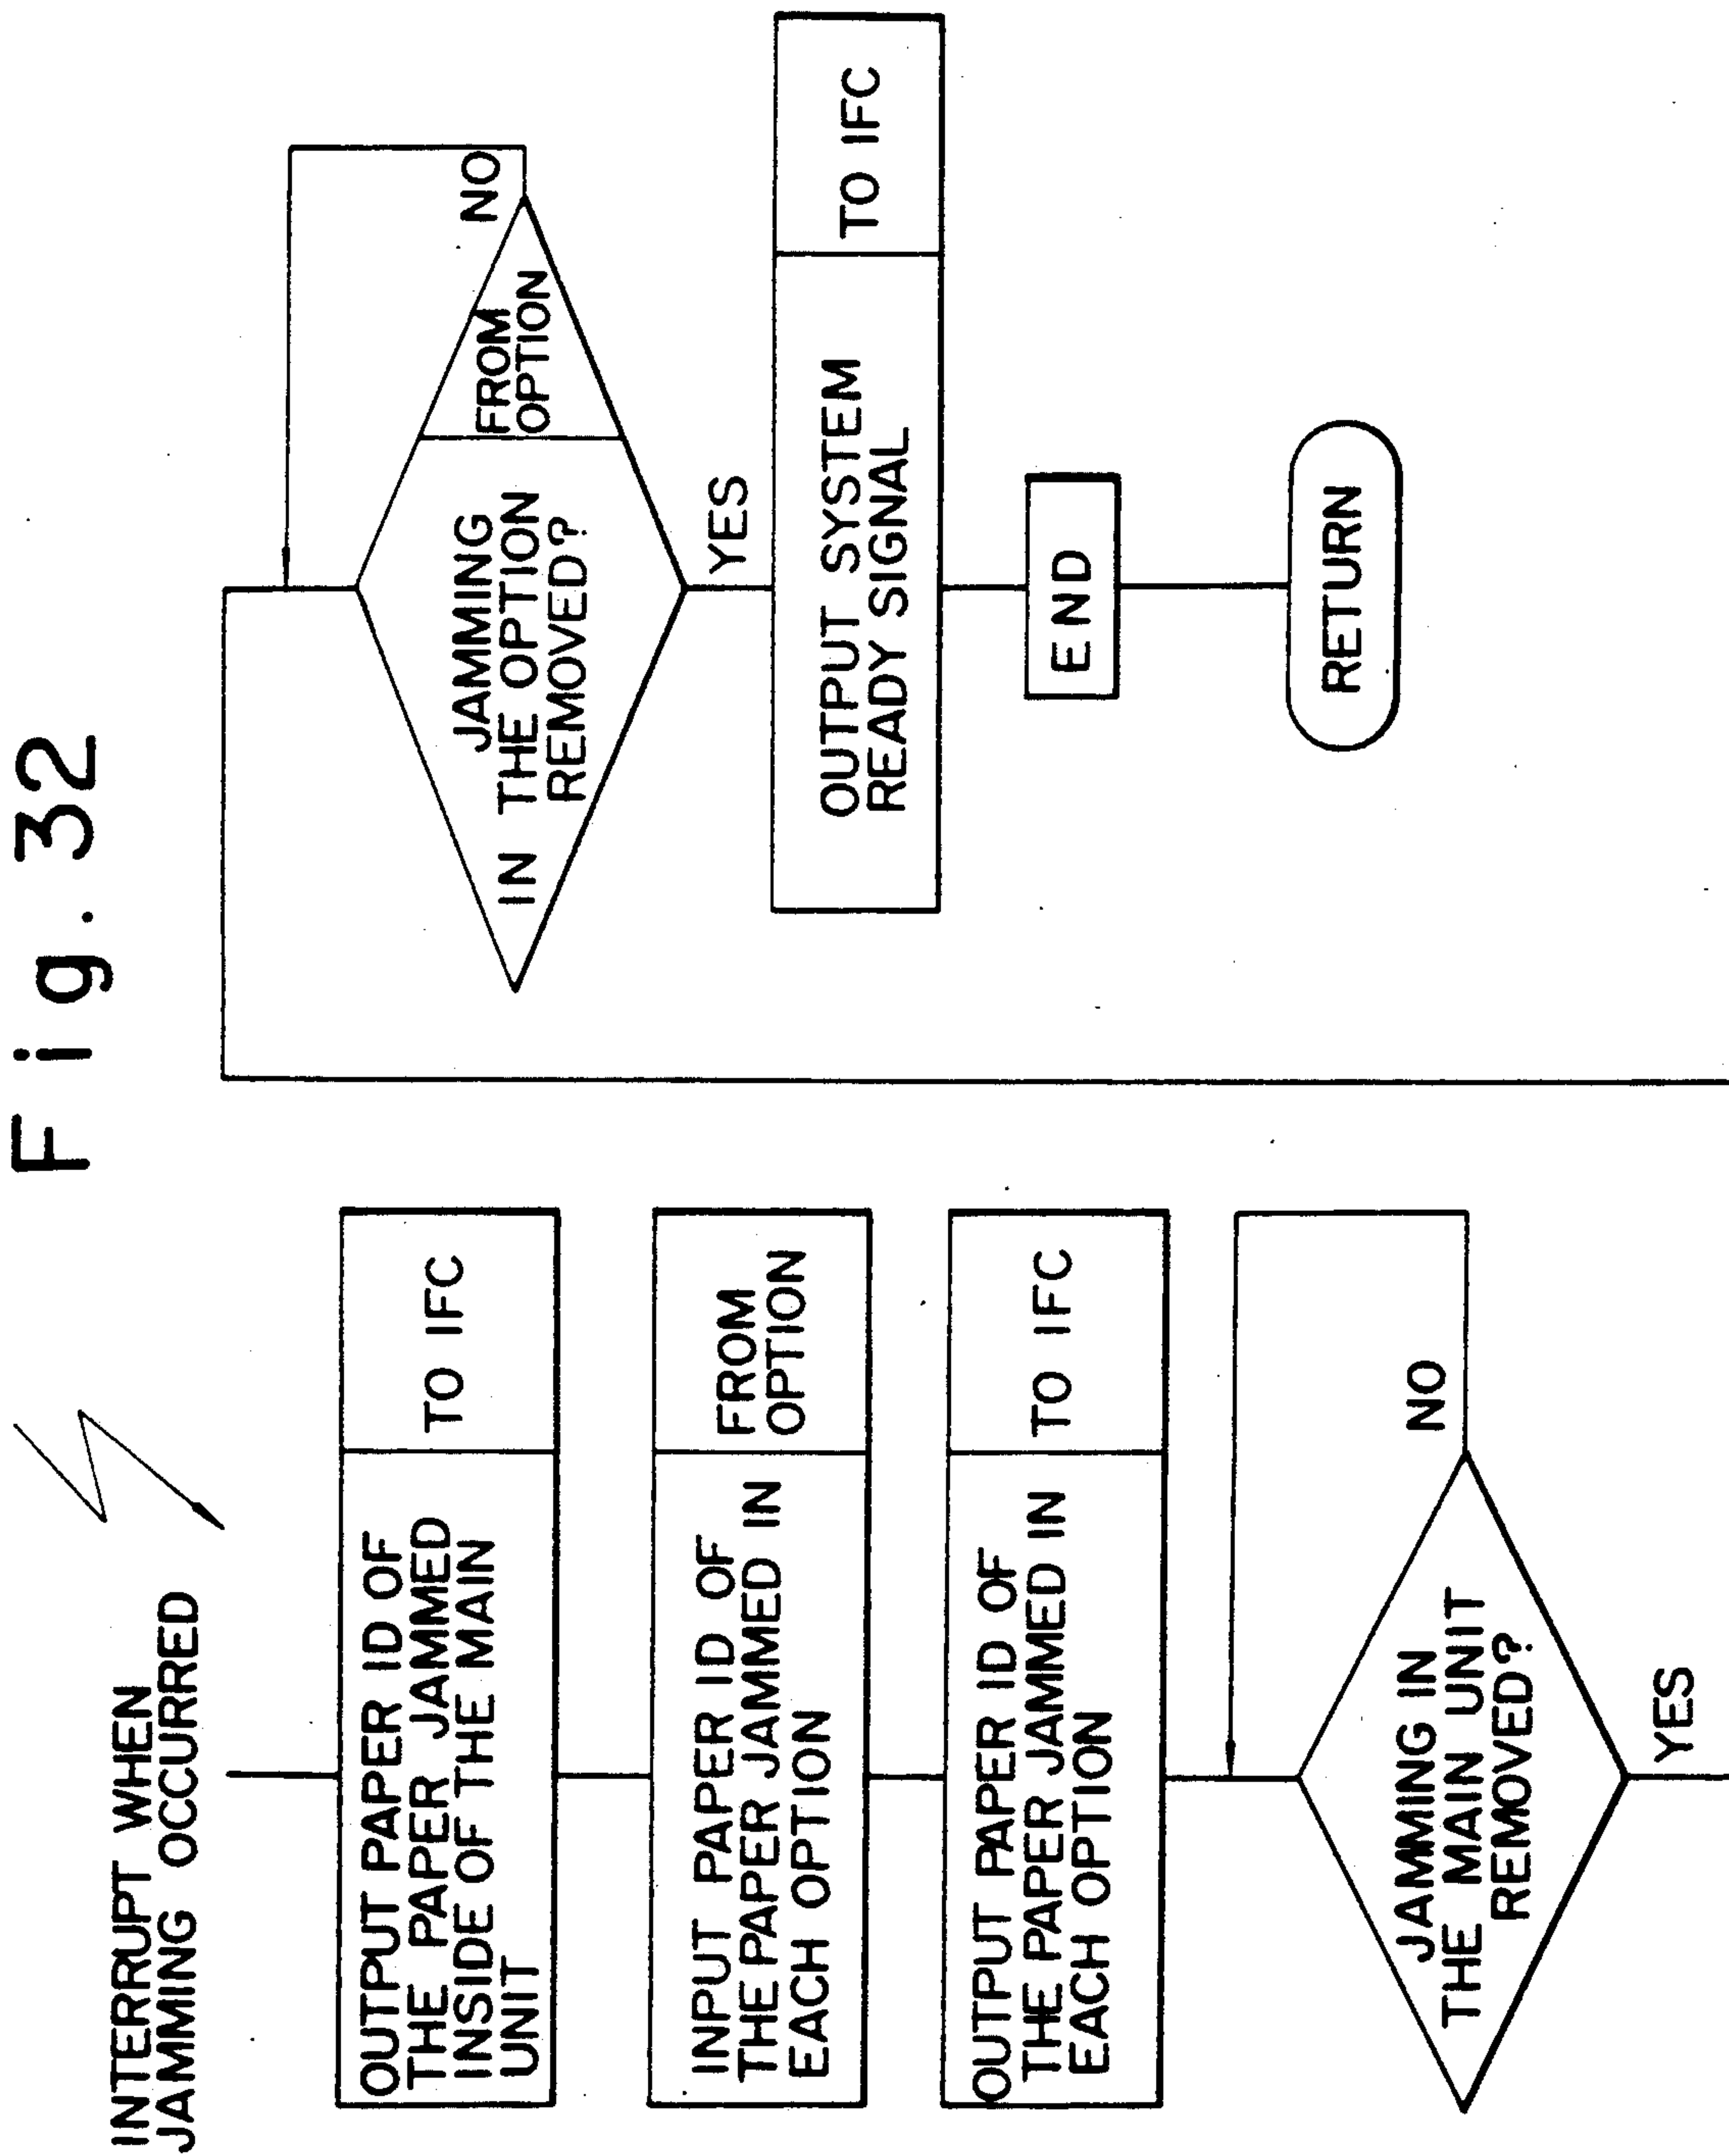 Fig. 32
INTERRUPT WHEN
JAMMING OCCURRED
OUTPUT PAPER ID OF
THE PAPER JAMMED
INSIDE OF THE MAIN
UNIT
TO IFC
INPUT PAPER ID OF
THE PAPER JAMMED IN
EACH OPTION
FROM
OPTION
OUTPUT PAPER ID OF
THE PAPER JAMMED IN
EACH OPTION
TO IFC
JAMMING IN
THE MAIN UNIT
REMOVED?
NO
YES
JAMMING
IN THE OPTION
REMOVED?
FROM
OPTION
NO
YES
OUTPUT SYSTEM
READY SIGNAL
TO IFC
END
RETURN